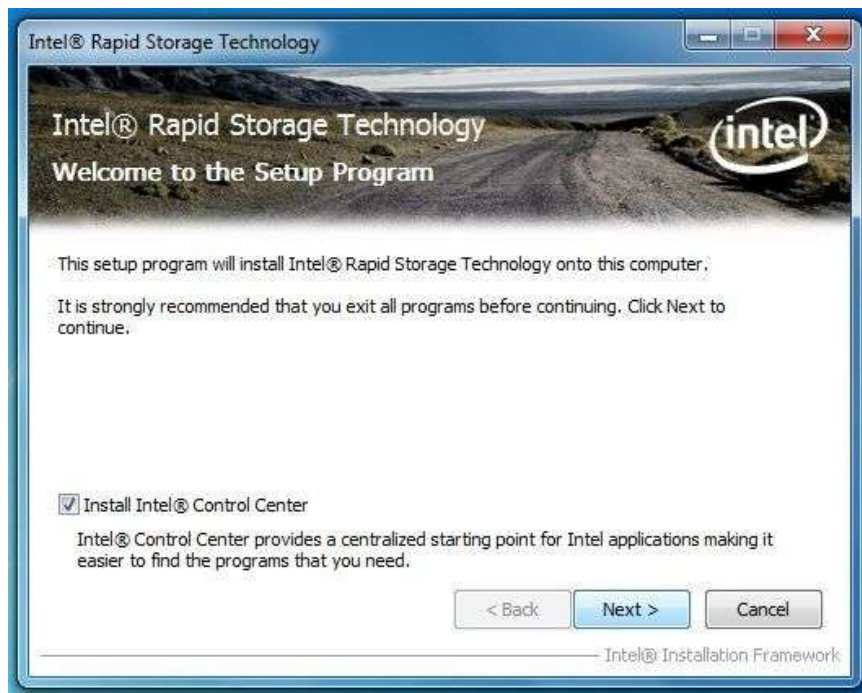 Intel® Rapid Storage Technology
Intel® Rapid Storage Technology
intel
Welcome to the Setup Program
This setup program will install Intel® Rapid Storage Technology onto this computer.
It is strongly recommended that you exit all programs before continuing. Click Next to
continue.
Install Intel® Control Center
Intel® Control Center provides a centralized starting point for Intel applications making it
easier to find the programs that you need.
< Back Next > Cancel
Intel® Installation Framework